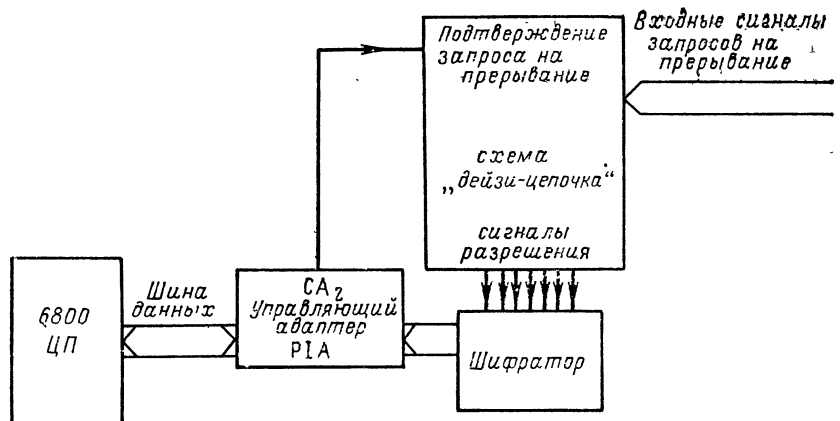 Подтверждение
запроса на
прерывание
Входные сигналы
запросов на
прерывание
схема
„дейзи-цепочка“
сигналы
разрешения
6800
ЦП
Шина
данных
CA₂
Управляющий
адаптер
PIA
Шифратор